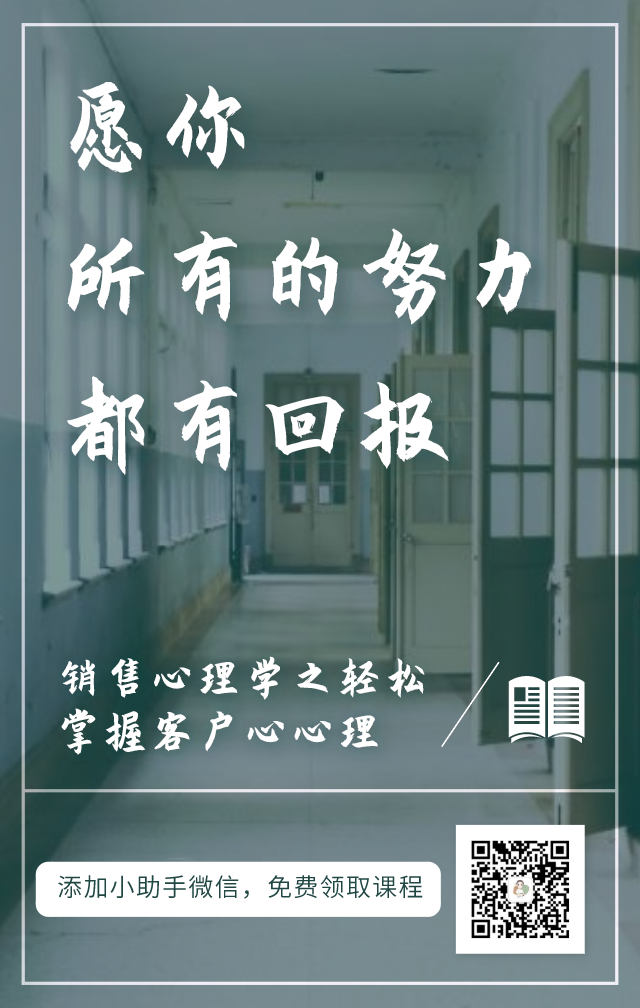 愿你
所有的努力
都有回报
销售心理学之轻松
掌握客户心心理
添加小助手微信，免费领取课程